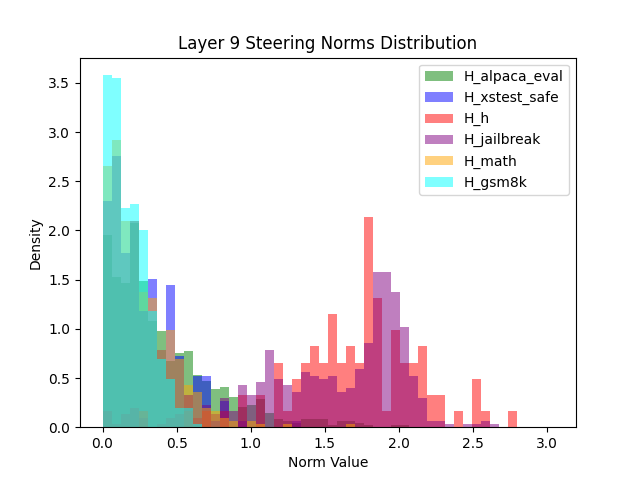 Layer 9 Steering Norms Distribution
H_alpaca_eval
H_xstest_safe
H_h
H_jailbreak
H_math
H_gsm8k
Density
3.5
3.0
2.5
2.0
1.5
1.0
0.5
0.0
0.0 0.5 1.0 1.5 2.0 2.5 3.0
Norm Value